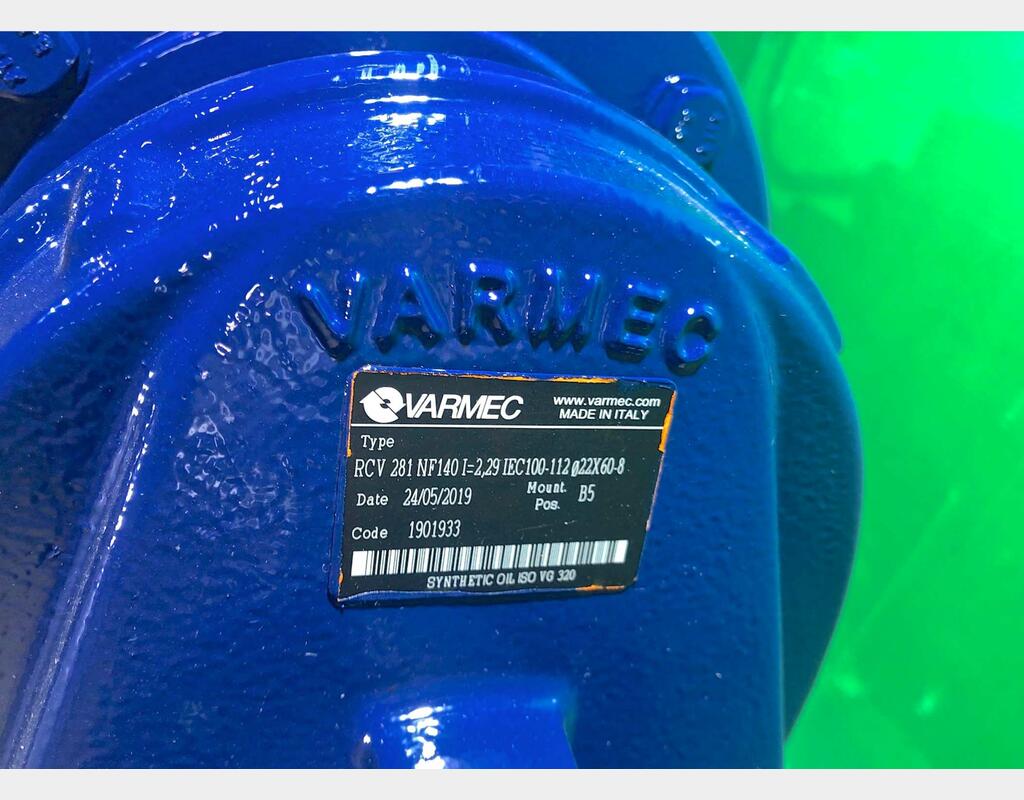 VARMEC
VARMEC www.varmec.com
MADE IN ITALY
Type
RCV 281 NF140 I=2,29 IEC100-112 ø22X60-8
Date 24/05/2019 Mount. Pos. B5
Code 1901933
SYNTHETIC OIL ISO VG 320